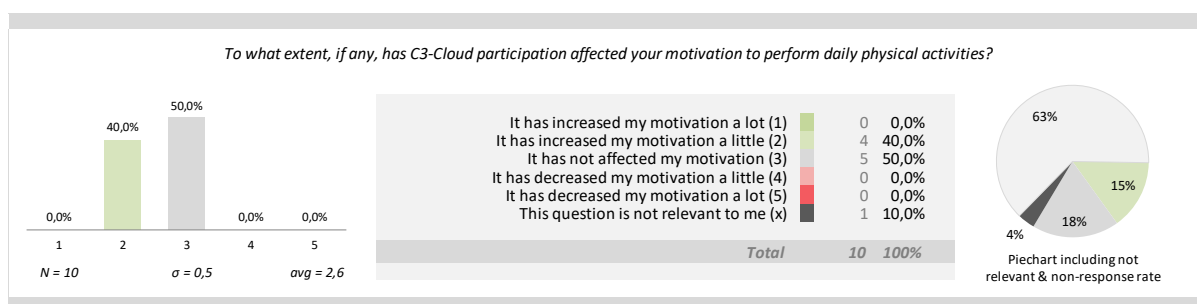 To what extent, if any, has C3-Cloud participation affected your motivation to perform daily physical activities?
0,0%
40,0%
50,0%
0,0%
0,0%
1 2 3 4 5
N = 10 σ = 0,5 avg = 2,6
It has increased my motivation a lot (1) 0 0,0%
It has increased my motivation a little (2) 4 40,0%
It has not affected my motivation (3) 5 50,0%
It has decreased my motivation a little (4) 0 0,0%
It has decreased my motivation a lot (5) 0 0,0%
This question is not relevant to me (x) 1 10,0%
Total 10 100%
63%
15%
18%
4%
Piechart including not
relevant & non-response rate